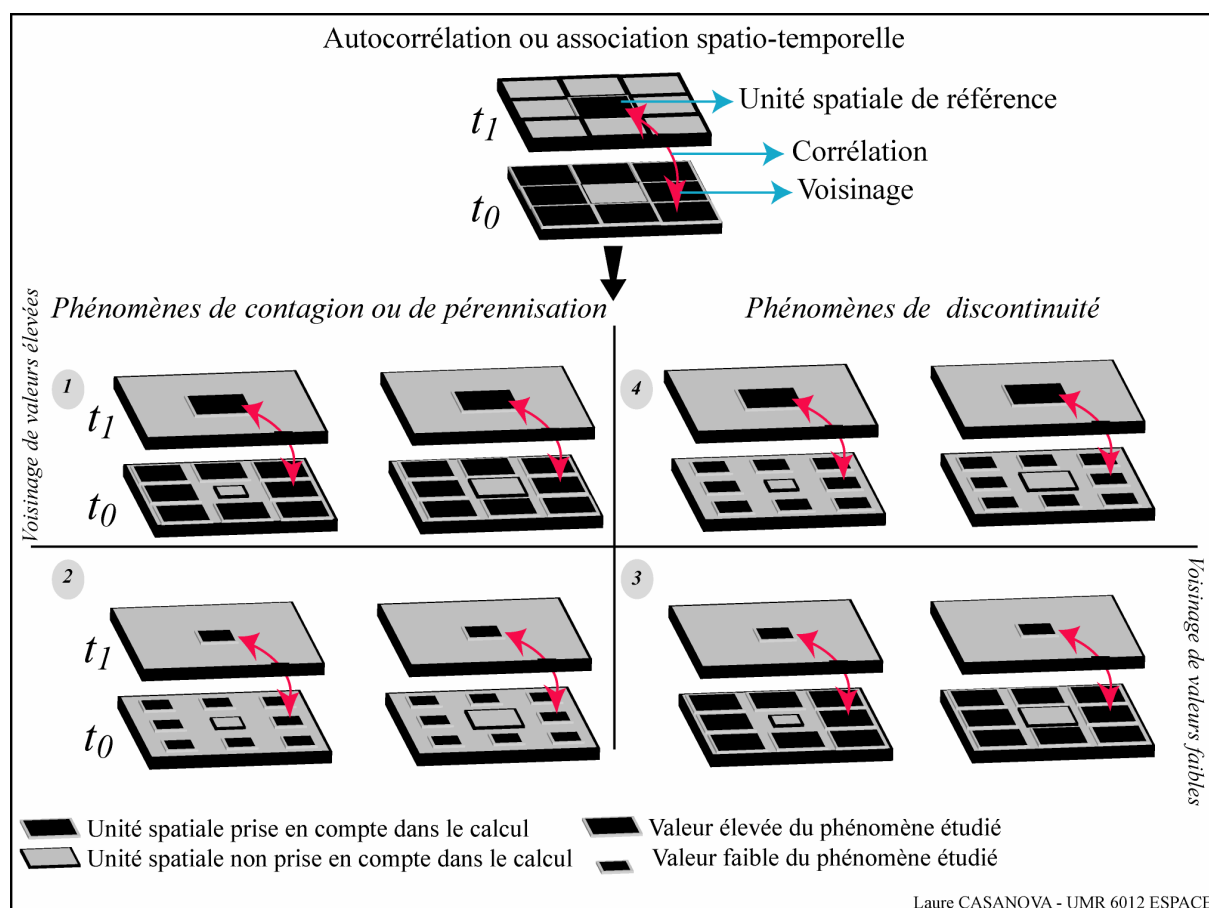 Autocorrélation ou association spatio-temporelle
t1
Unité spatiale de référence
Corrélation
Voisinage
t0
Phénomènes de contagion ou de pérennisation
Phénomènes de discontinuité
Voisinage de valeurs élevées
1
t1
t0
4
2
t1
t0
3
Voisinage de valeurs faibles
Unité spatiale prise en compte dans le calcul
Unité spatiale non prise en compte dans le calcul
Valeur élevée du phénomène étudié
Valeur faible du phénomène étudié
Laure CASANOVA - UMR 6012 ESPACE